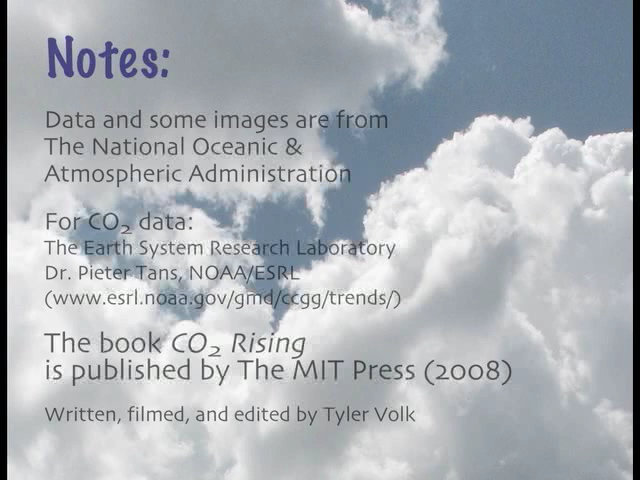 Notes:
Data and some images are from
The National Oceanic &
Atmospheric Administration
For CO₂ data:
The Earth System Research Laboratory
Dr. Pieter Tans, NOAA/ESRL
(www.esrl.noaa.gov/gmd/ccgg/trends/)
The book CO₂ Rising
is published by The MIT Press (2008)
Written, filmed, and edited by Tyler Volk